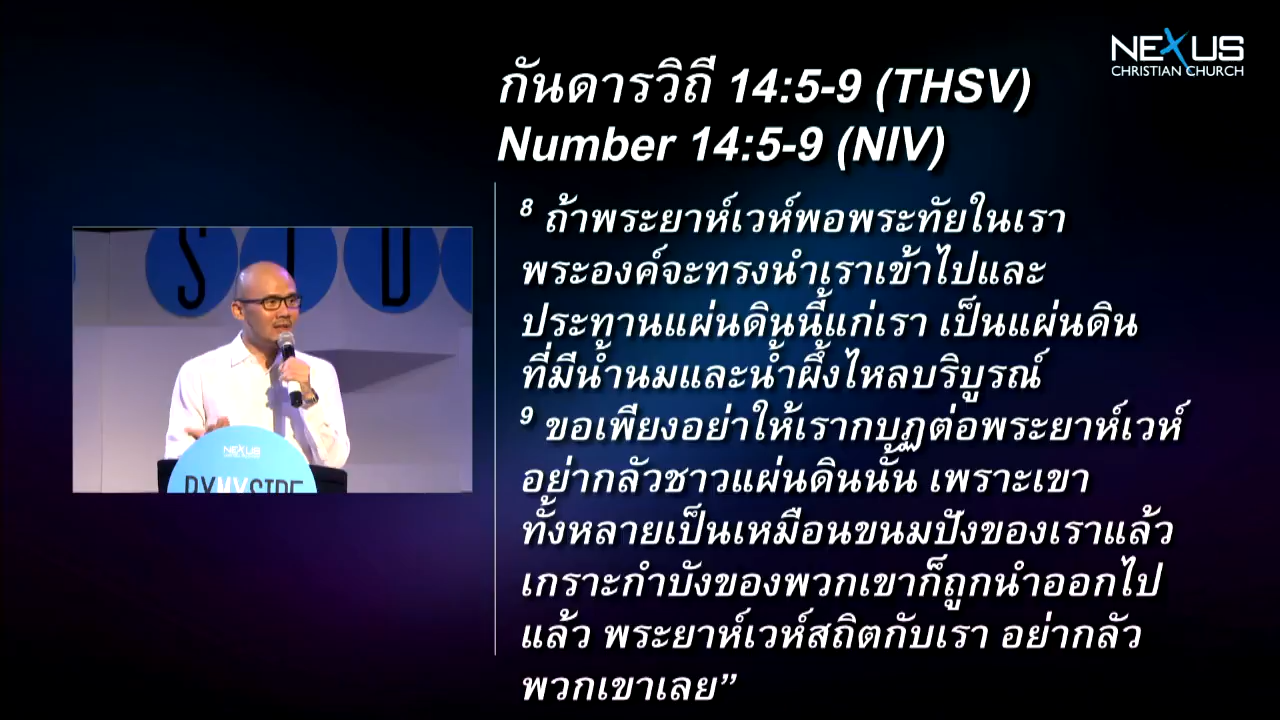 NEXUS
CHRISTIAN CHURCH
กันดารวิถี 14:5-9 (THSV)
Number 14:5-9 (NIV)
8 ถ้าพระยาห์เวห์พอพระทัยในเรา
พระองค์จะทรงนำเราเข้าไปและ
ประทานแผ่นดินนี้แก่เรา เป็นแผ่นดิน
ที่มีน้ำนมและน้ำผึ้งไหลบริบูรณ์
9 ขอเพียงอย่าให้เรากบฏต่อพระยาห์เวห์
อย่ากลัวชาวแผ่นดินนั้น เพราะเขา
ทั้งหลายเป็นเหมือนขนมปังของเราแล้ว
เกราะกำบังของพวกเขาก็ถูกนำออกไป
แล้ว พระยาห์เวห์สถิตกับเรา อย่ากลัว
พวกเขาเลย”
SID
NEXUS
BYMYSIDE